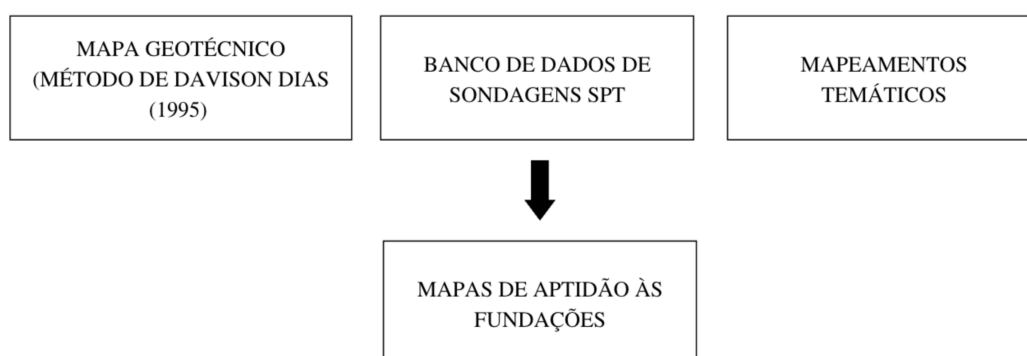 MAPA GEOTÉCNICO
(MÉTODO DE DAVISON DIAS
(1995)
BANCO DE DADOS DE
SONDAGENS SPT
MAPEAMENTOS
TEMÁTICOS
MAPAS DE APTIDÃO ÀS
FUNDAÇÕES